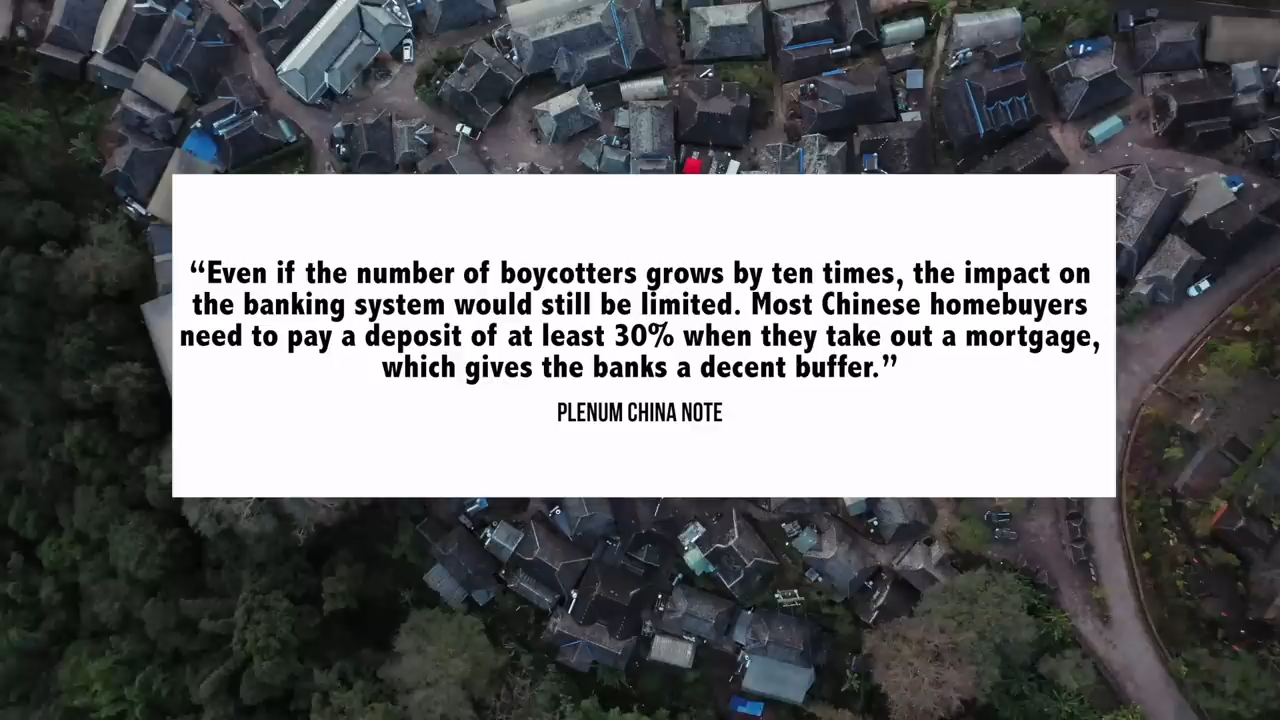 “Even if the number of boycotters grows by ten times, the impact on
the banking system would still be limited. Most Chinese homebuyers
need to pay a deposit of at least 30% when they take out a mortgage,
which gives the banks a decent buffer.”
PLENUM CHINA NOTE